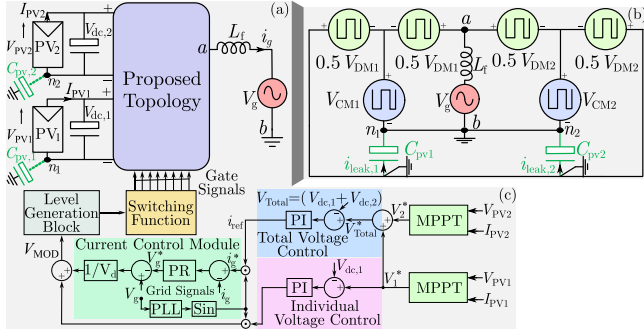 (a)
I_PV2 +
V_PV2 PV_2 V_dc,2
C_pv,2 n_2 −
I_PV1 +
V_PV1 PV_1 V_dc,1
C_pv,1 n_1 −
Proposed
Topology
a L_f i_g
V_g
b
Gate
Signals
Level
Generation
Block
Switching
Function
(b)
a
0.5 V_DM1 0.5 V_DM1 0.5 V_DM2 0.5 V_DM2
L_f
V_CM1 V_g V_CM2
n_1 b n_2
C_pv1 C_pv2
i_leak,1 i_leak,2
(c)
V_Total=(V_dc,1+V_dc,2)
i_ref PI V*_Total V_2* MPPT V_PV2
I_PV2
Total Voltage
Control
V_MOD
Current Control Module
1/V_d V_g* PR i_g*
V_g Grid Signals i_g
PLL Sin
V_dc,1
PI V_1* MPPT V_PV1
I_PV1
Individual
Voltage Control